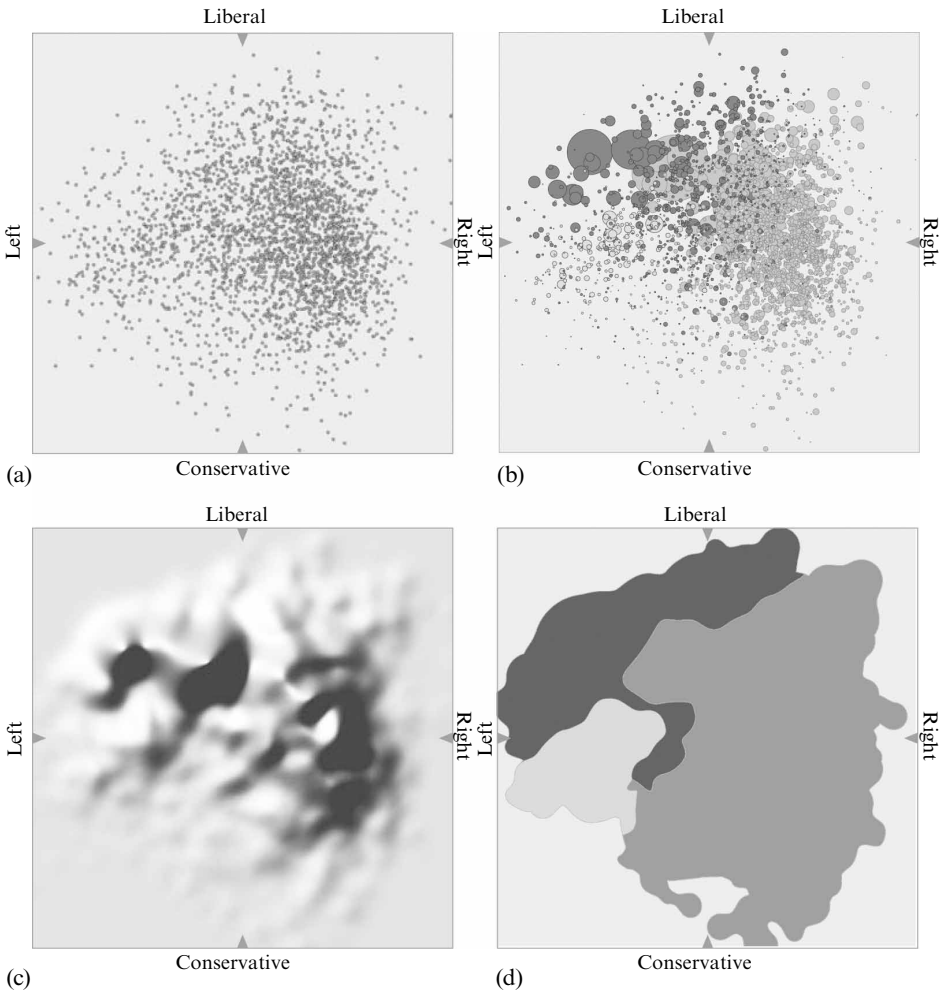 Liberal
Liberal
Left
Right
Left
Right
(a)
Conservative
(b)
Conservative
Liberal
Liberal
Left
Right
Left
Right
(c)
Conservative
(d)
Conservative